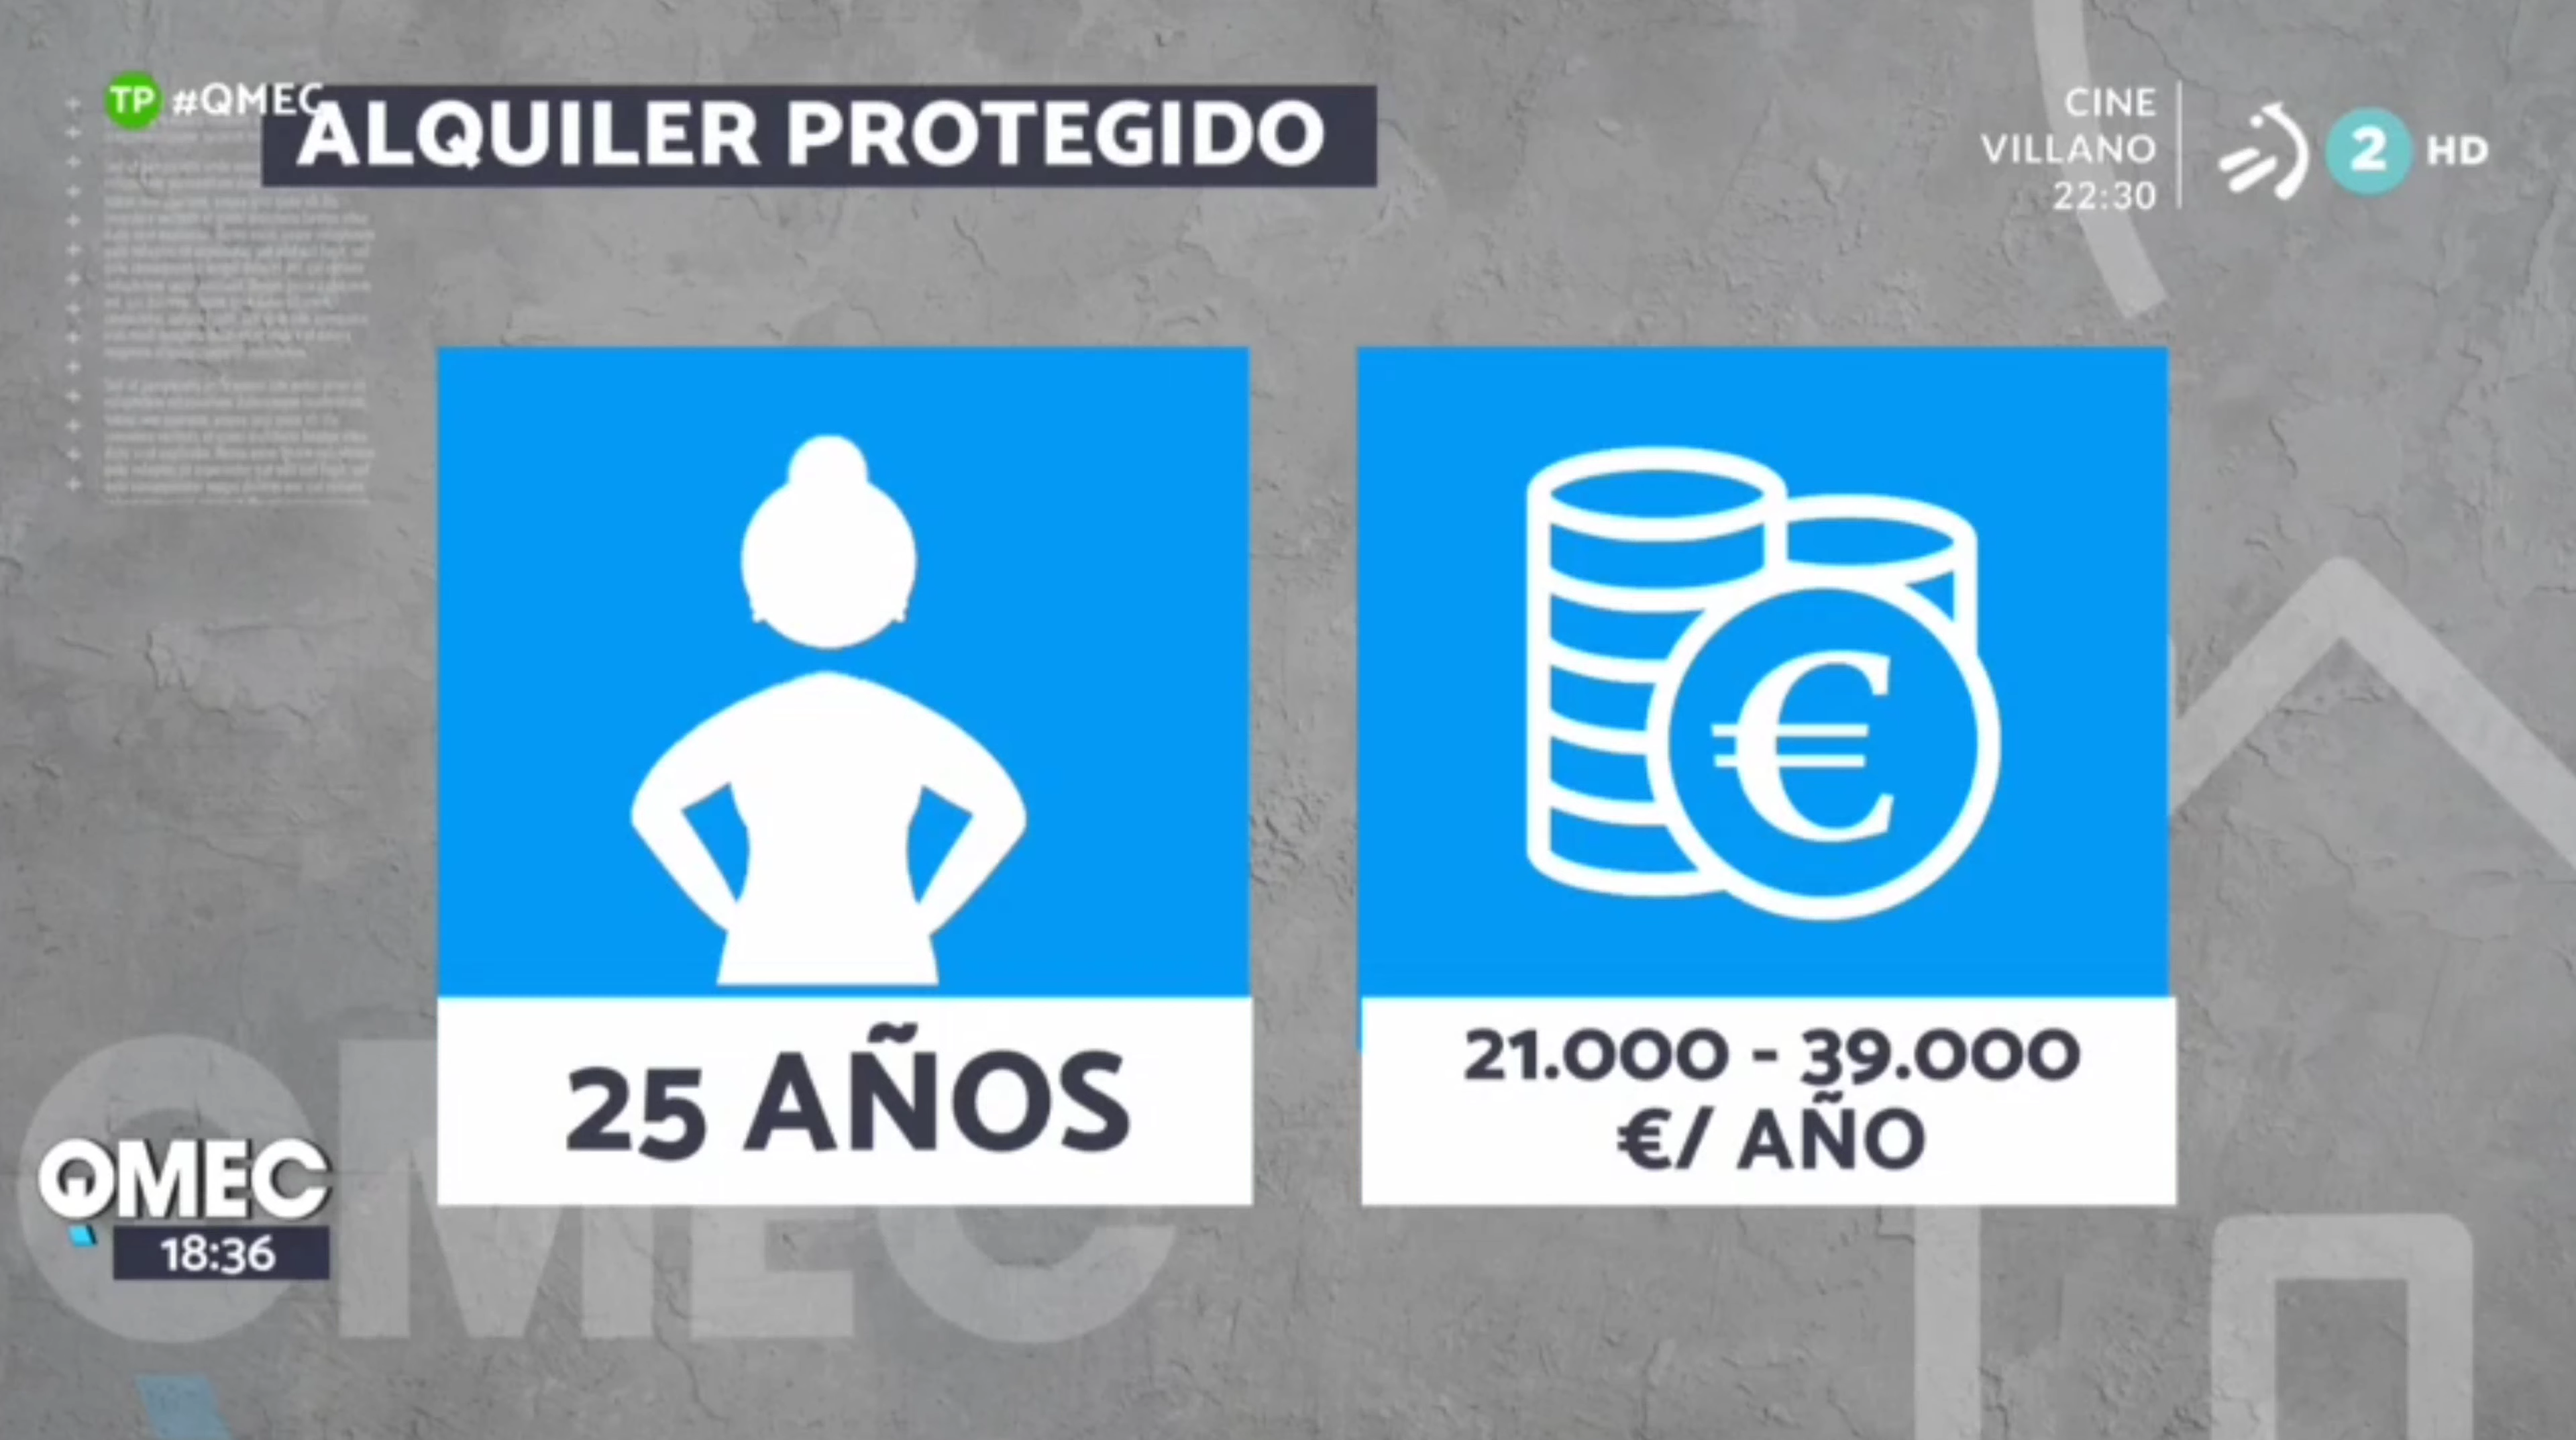 TP #QMEC
ALQUILER PROTEGIDO
CINE
VILLANO
22:30
2 HD
€
25 AÑOS
21.000 - 39.000
€/ AÑO
QMEC
18:36
QMEC